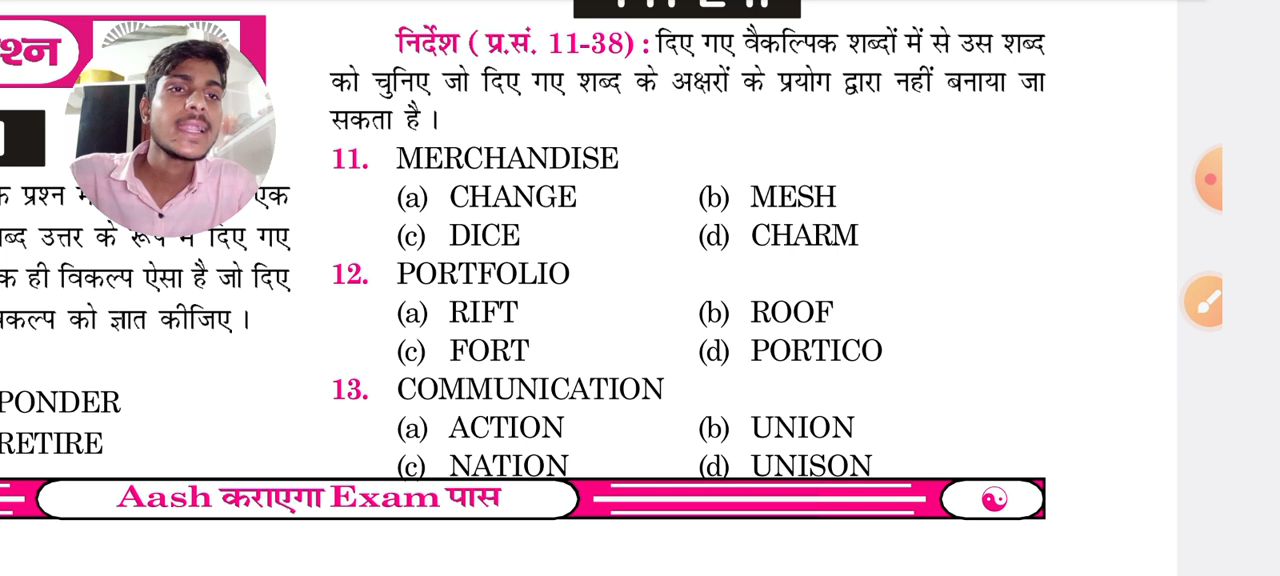 श्न
प्रश्न
एक
ब्द उत्तर के रूप में दिए गए
क ही विकल्प ऐसा है जो दिए
विकल्प को ज्ञात कीजिए ।
PONDER
RETIRE
निर्देश ( प्र.सं. 11-38) : दिए गए वैकल्पिक शब्दों में से उस शब्द
को चुनिए जो दिए गए शब्द के अक्षरों के प्रयोग द्वारा नहीं बनाया जा
सकता है ।
11. MERCHANDISE
(a) CHANGE (b) MESH
(c) DICE (d) CHARM
12. PORTFOLIO
(a) RIFT (b) ROOF
(c) FORT (d) PORTICO
13. COMMUNICATION
(a) ACTION (b) UNION
(c) NATION (d) UNISON
Aash कराएगा Exam पास